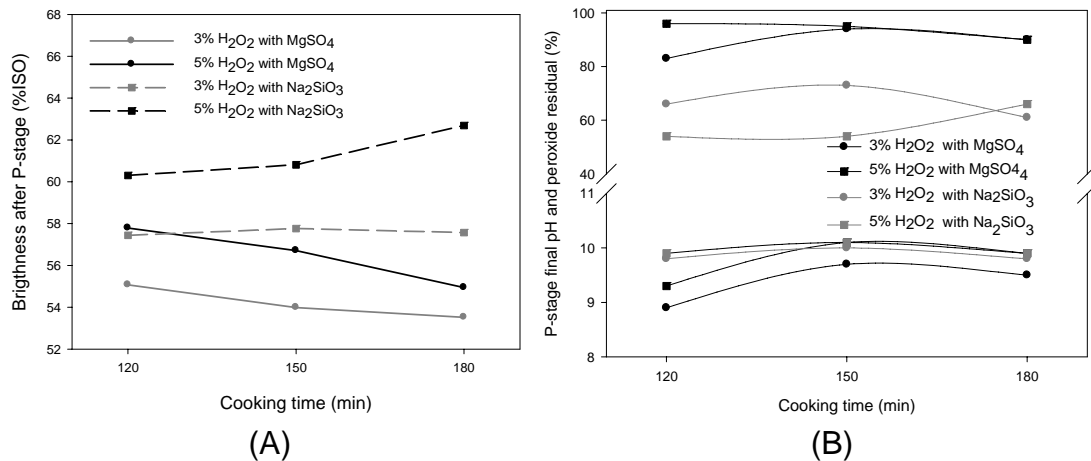 Brigthness after P-stage (%ISO)
68
66
64
62
60
58
56
54
52
3% H2O2 with MgSO4
5% H2O2 with MgSO4
3% H2O2 with Na2SiO3
5% H2O2 with Na2SiO3
120 150 180
Cooking time (min)
(A)
P-stage final pH and peroxide residual (%)
100
80
60
40
11
10
9
8
3% H2O2 with MgSO4
5% H2O2 with MgSO44
3% H2O2 with Na2SiO3
5% H2O2 with Na2SiO3
120 150 180
Cooking time (min)
(B)